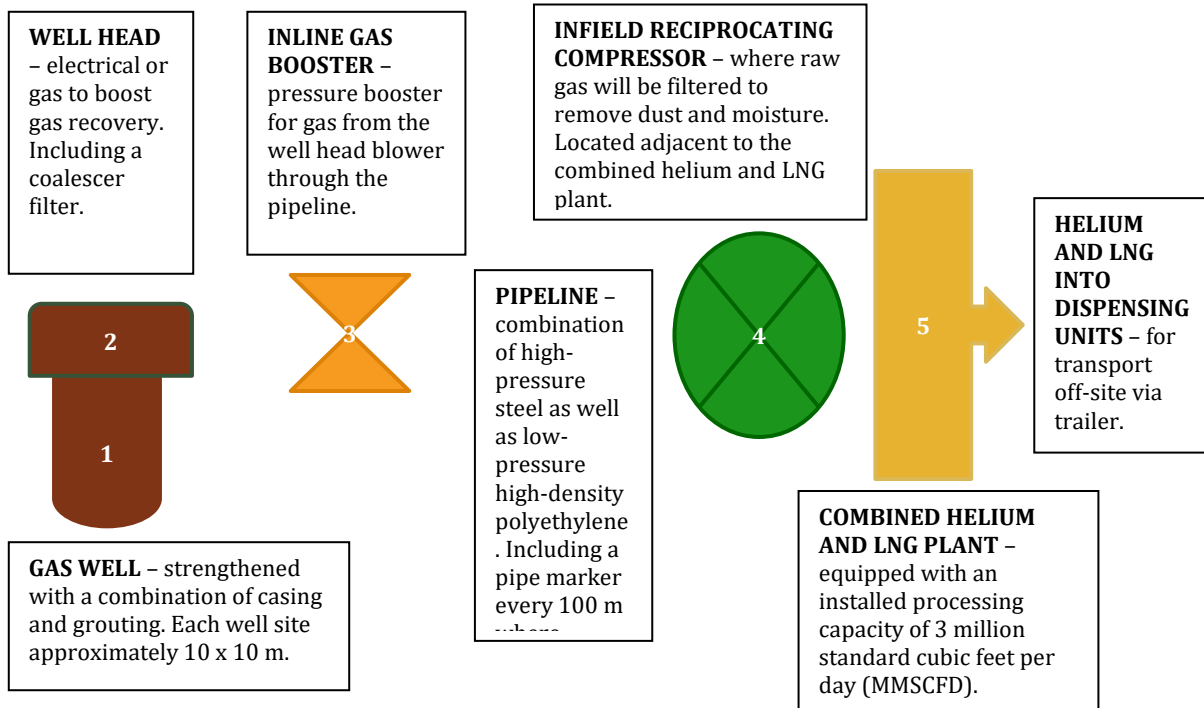 WELL HEAD
– electrical or
gas to boost
gas recovery.
Including a
coalescer
filter.
INLINE GAS
BOOSTER –
pressure booster
for gas from the
well head blower
through the
pipeline.
INFIELD RECIPROCATING
COMPRESSOR – where raw
gas will be filtered to
remove dust and moisture.
Located adjacent to the
combined helium and LNG
plant.
HELIUM
AND LNG
INTO
DISPENSING
UNITS – for
transport
off-site via
trailer.
2
1
3
PIPELINE –
combination
of high-
pressure
steel as well
as low-
pressure
high-density
polyethylene
. Including a
pipe marker
every 100 m
4
5
GAS WELL – strengthened
with a combination of casing
and grouting. Each well site
approximately 10 x 10 m.
COMBINED HELIUM
AND LNG PLANT –
equipped with an
installed processing
capacity of 3 million
standard cubic feet per
day (MMSCFD).